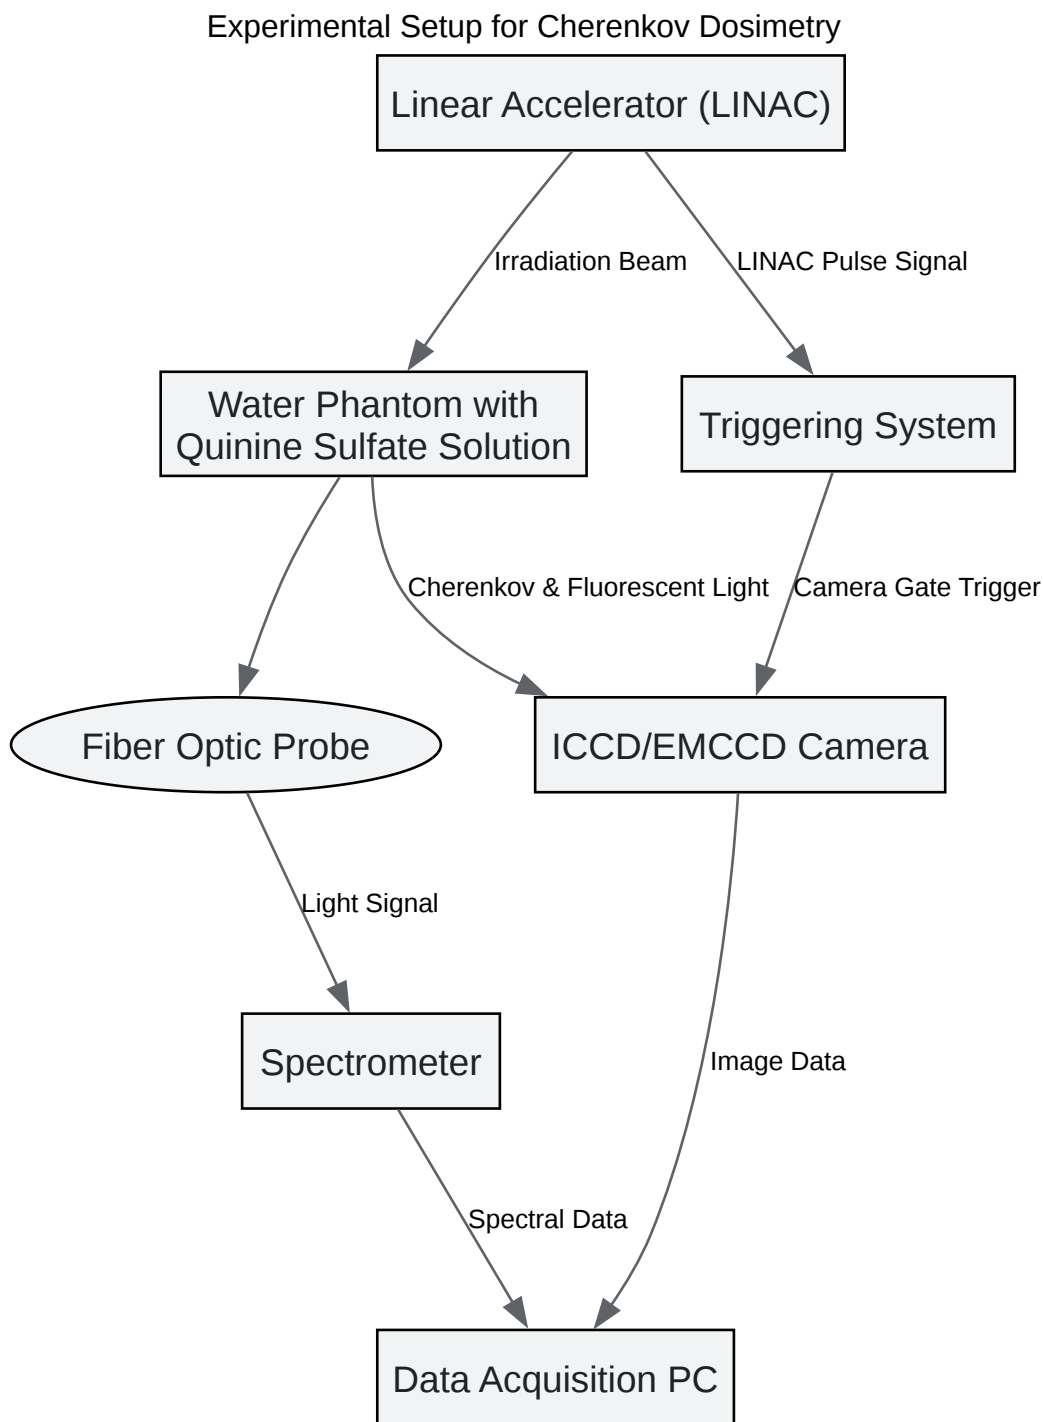 Experimental Setup for Cherenkov Dosimetry
Linear Accelerator (LINAC)
Irradiation Beam
LINAC Pulse Signal
Water Phantom with
Quinine Sulfate Solution
Triggering System
Cherenkov & Fluorescent Light
Camera Gate Trigger
Fiber Optic Probe
ICCD/EMCCD Camera
Light Signal
Spectrometer
Image Data
Spectral Data
Data Acquisition PC